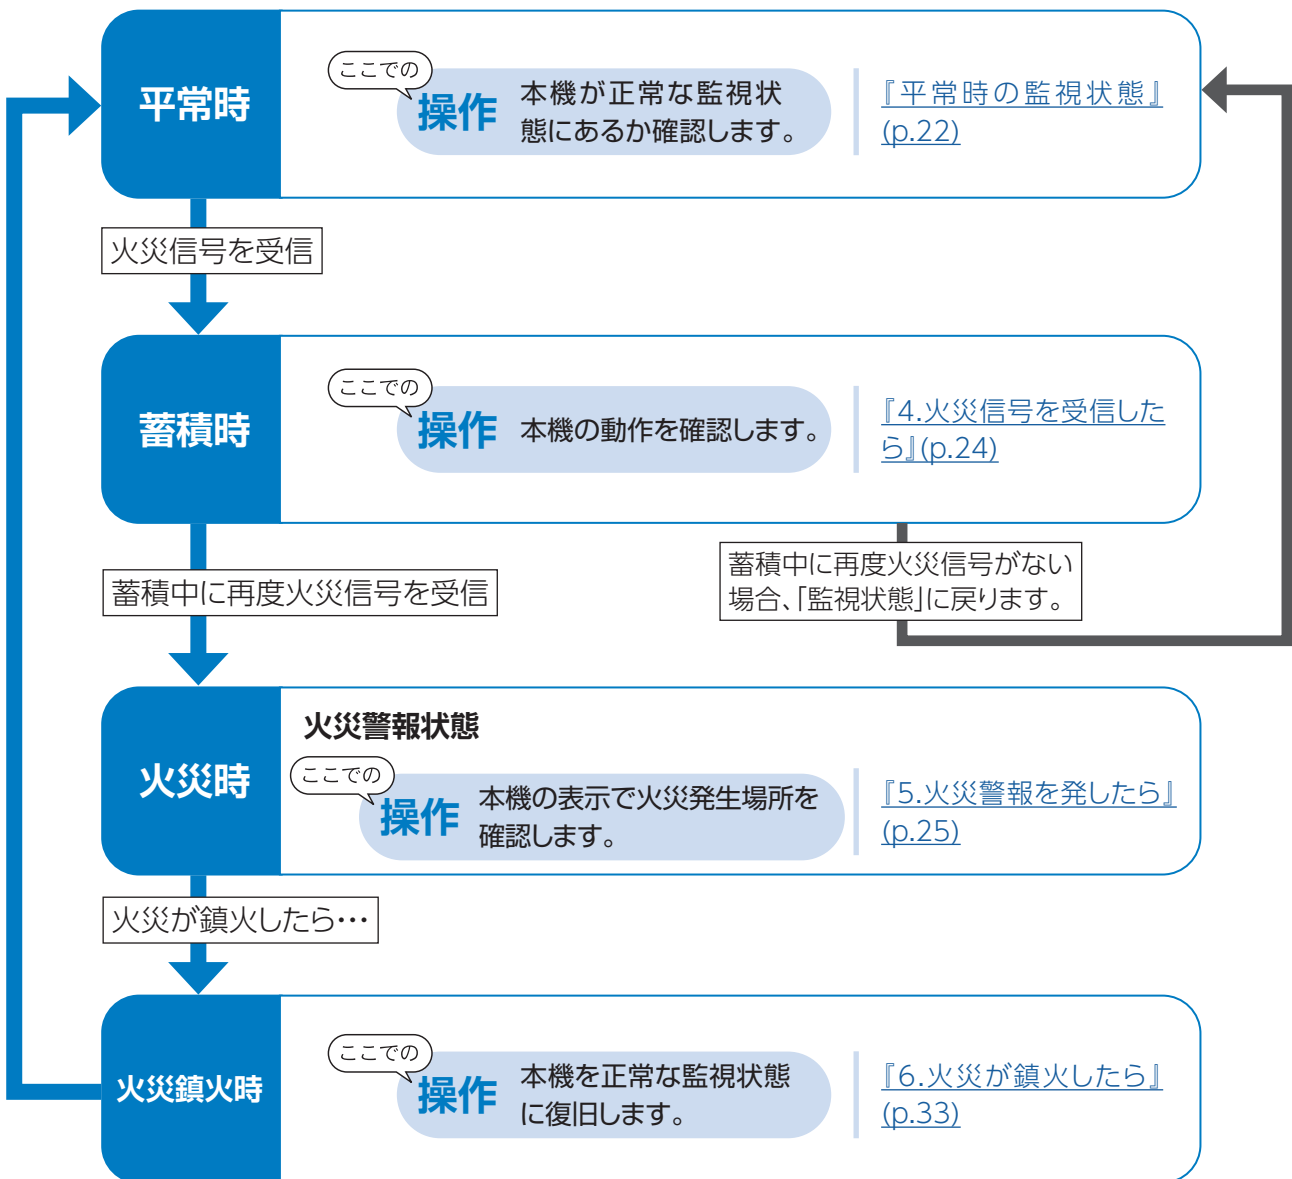 平常時
ここでの
操作
本機が正常な監視状
態にあるか確認します。
『平常時の監視状態』
(p.22)
火災信号を受信
蓄積時
ここでの
操作
本機の動作を確認します。
『4.火災信号を受信した
ら』(p.24)
蓄積中に再度火災信号を受信
蓄積中に再度火災信号がない
場合、「監視状態」に戻ります。
火災時
火災警報状態
ここでの
操作
本機の表示で火災発生場所を
確認します。
『5.火災警報を発したら』
(p.25)
火災が鎮火したら・・・
火災鎮火時
ここでの
操作
本機を正常な監視状態
に復旧します。
『6.火災が鎮火したら』
(p.33)